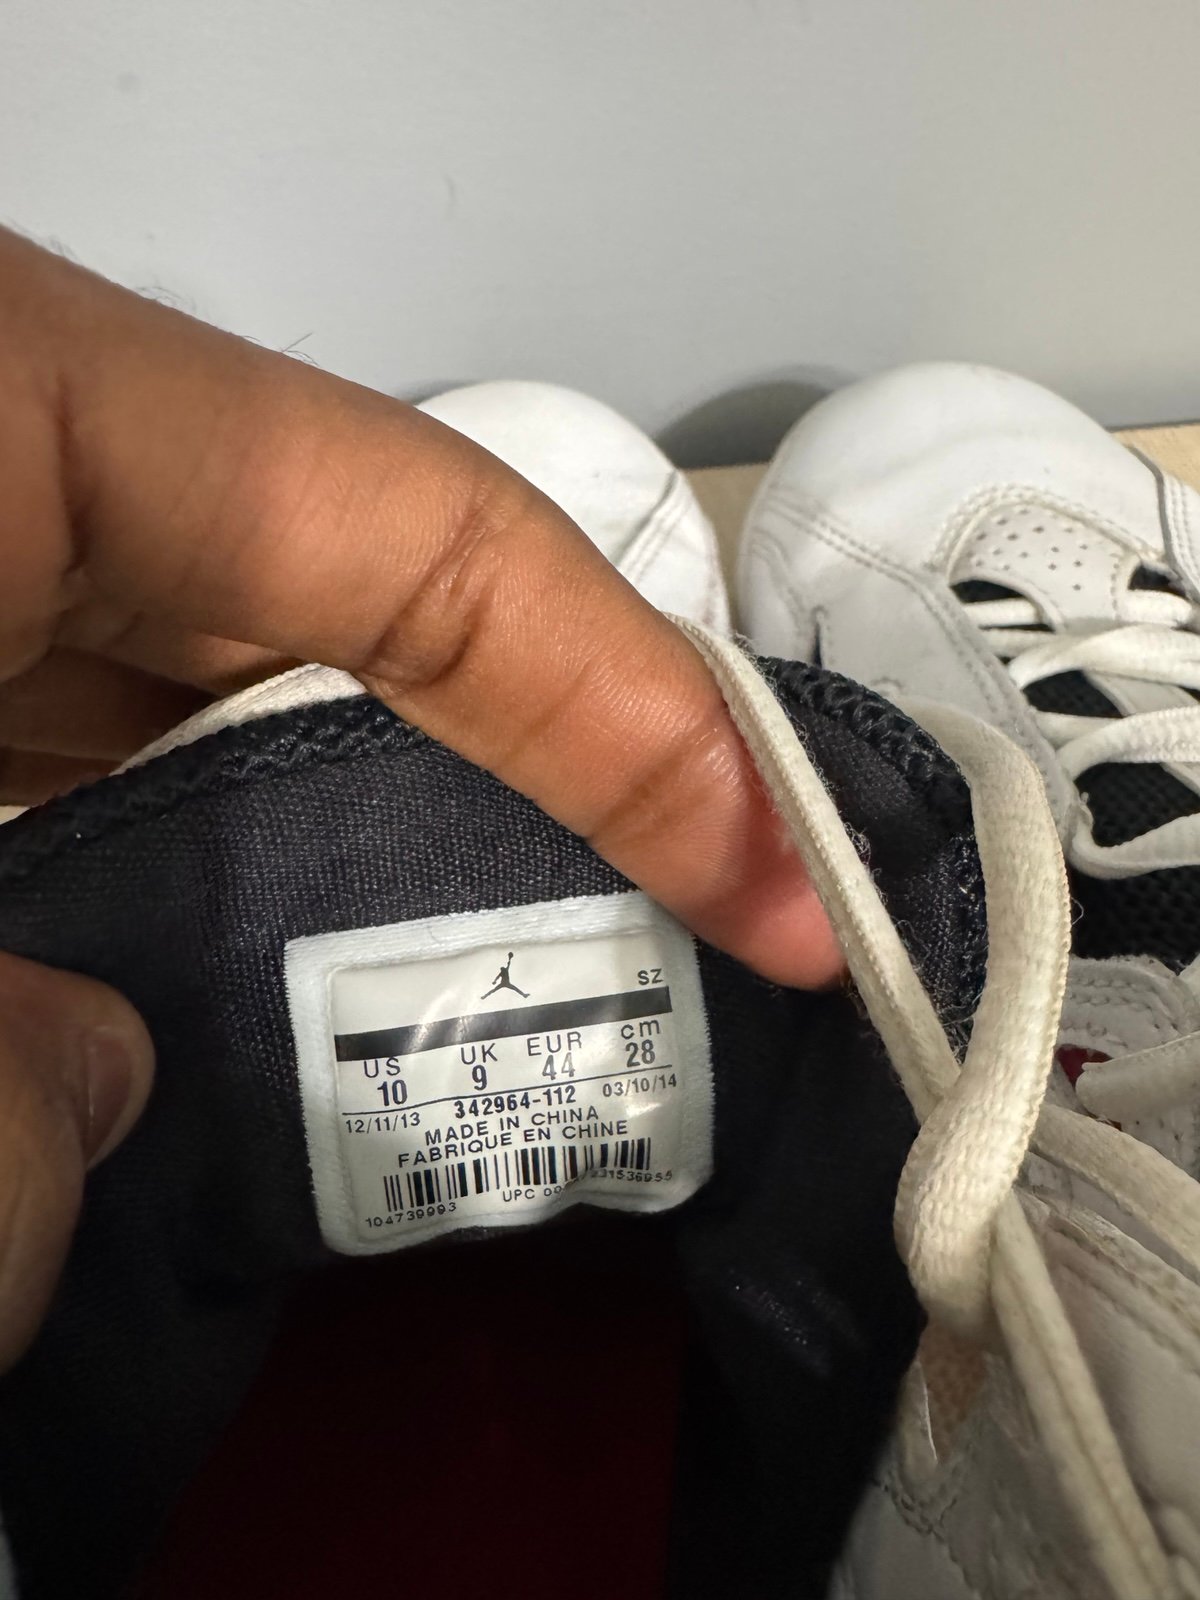 SZ
US UK EUR cm
10 9 44 28
12/11/13 342964-112 03/10/14
MADE IN CHINA
FABRIQUE EN CHINE
104739993 UPC